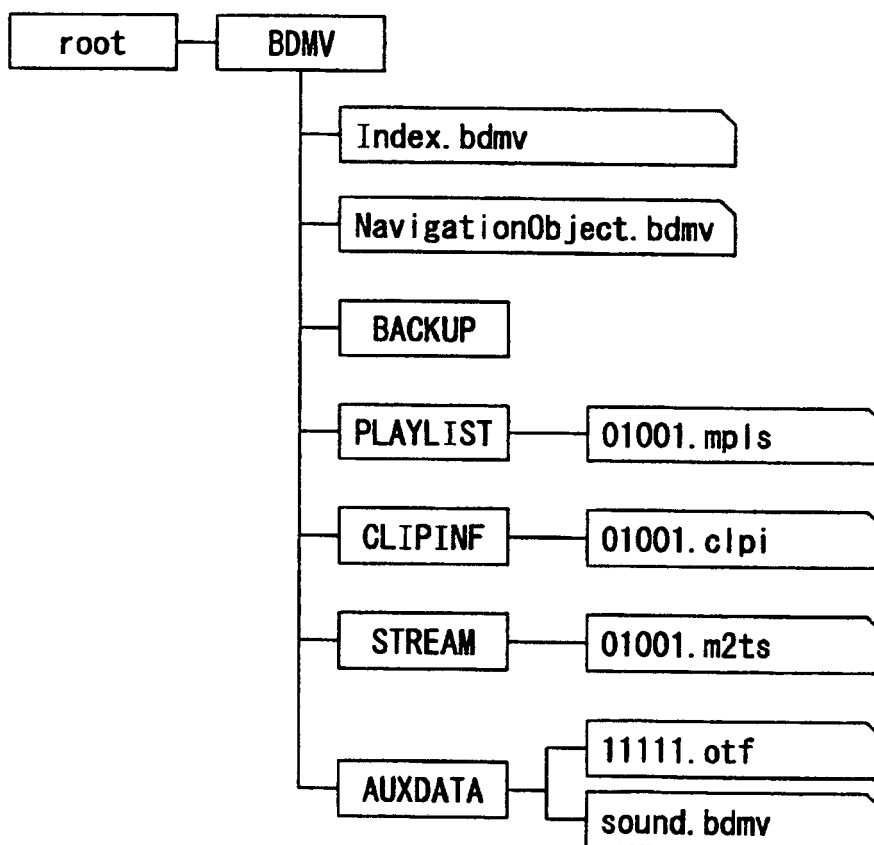 root
BDMV
Index.bdmv
NavigationObject.bdmv
BACKUP
PLAYLIST
01001.mpls
CLIPINF
01001.clpi
STREAM
01001.m2ts
AUXDATA
11111.otf
sound.bdmv